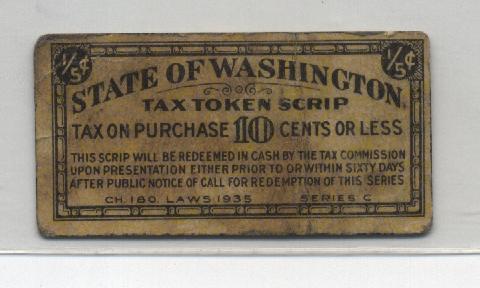 1/5¢ 1/5¢
STATE OF WASHINGTON
TAX TOKEN SCRIP
TAX ON PURCHASE 10 CENTS OR LESS
THIS SCRIP WILL BE REDEEMED IN CASH BY THE TAX COMMISSION
UPON PRESENTATION EITHER PRIOR TO OR WITHIN SIXTY DAYS
AFTER PUBLIC NOTICE OF CALL FOR REDEMPTION OF THIS SERIES
CH. 180. LAWS 1935 SERIES C